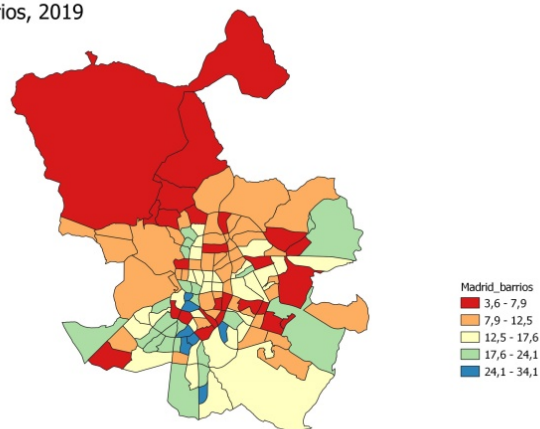 rios, 2019
Madrid_barrios
3,6 - 7,9
7,9 - 12,5
12,5 - 17,6
17,6 - 24,1
24,1 - 34,1